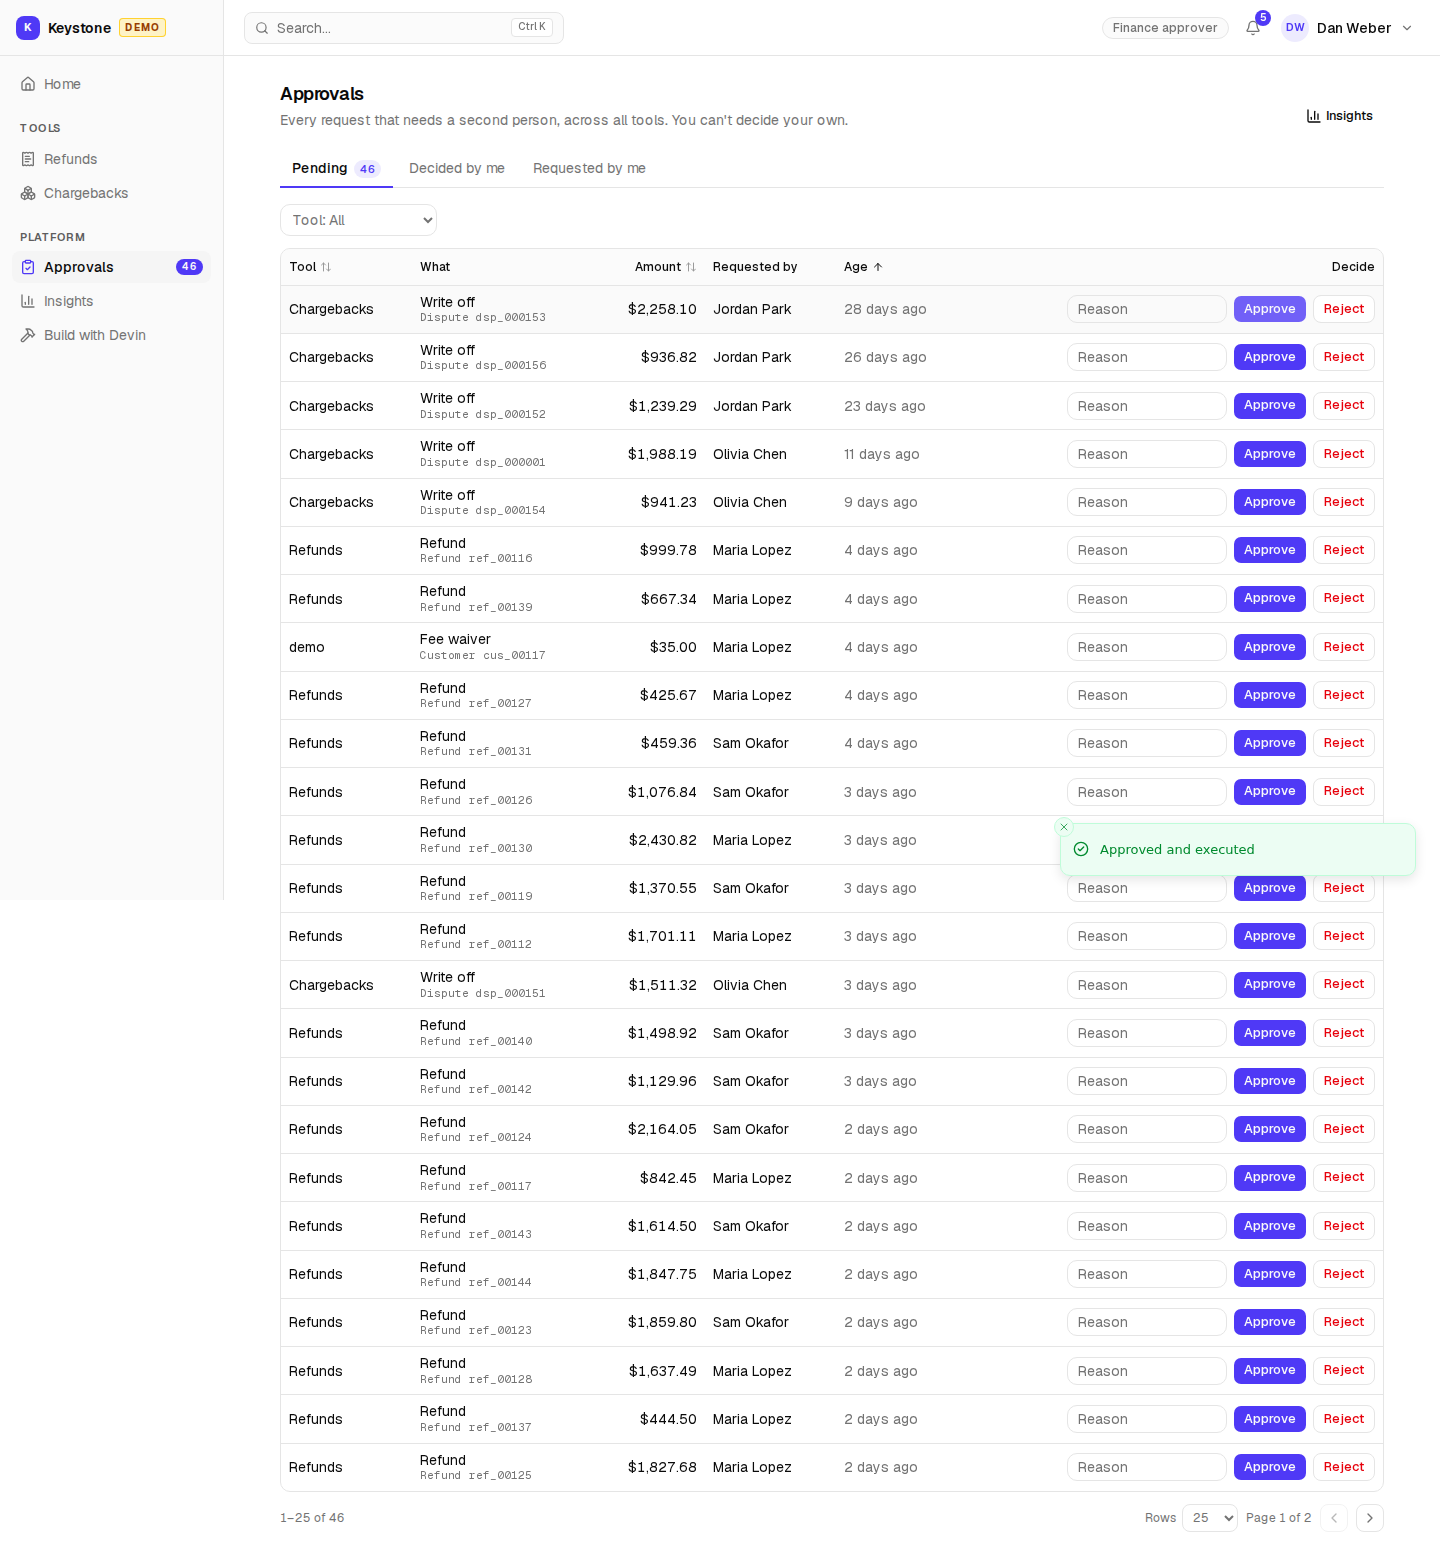 K Keystone DEMO
Search... Ctrl K
Finance approver 5 DW Dan Weber
Home
TOOLS
Refunds
Chargebacks
PLATFORM
Approvals 46
Insights
Build with Devin
Approvals
Every request that needs a second person, across all tools. You can't decide your own.
Insights
Pending 46 Decided by me Requested by me
Tool: All
Tool What Amount Requested by Age Decide
Chargebacks Write off $2,258.10 Jordan Park 28 days ago Reason Approve Reject
Dispute dsp_000153
Chargebacks Write off $936.82 Jordan Park 26 days ago Reason Approve Reject
Dispute dsp_000156
Chargebacks Write off $1,239.29 Jordan Park 23 days ago Reason Approve Reject
Dispute dsp_000152
Chargebacks Write off $1,988.19 Olivia Chen 11 days ago Reason Approve Reject
Dispute dsp_000001
Chargebacks Write off $941.23 Olivia Chen 9 days ago Reason Approve Reject
Dispute dsp_000154
Refunds Refund $999.78 Maria Lopez 4 days ago Reason Approve Reject
Refund ref_00116
Refunds Refund $667.34 Maria Lopez 4 days ago Reason Approve Reject
Refund ref_00139
demo Fee waiver $35.00 Maria Lopez 4 days ago Reason Approve Reject
Customer cus_00117
Refunds Refund $425.67 Maria Lopez 4 days ago Reason Approve Reject
Refund ref_00127
Refunds Refund $459.36 Sam Okafor 4 days ago Reason Approve Reject
Refund ref_00131
Refunds Refund $1,076.84 Sam Okafor 3 days ago Reason Approve Reject
Refund ref_00126
Refunds Refund $2,430.82 Maria Lopez 3 days ago
Refund ref_00130
Approved and executed
Refunds Refund $1,370.55 Sam Okafor 3 days ago Reason Approve Reject
Refund ref_00119
Refunds Refund $1,701.11 Maria Lopez 3 days ago Reason Approve Reject
Refund ref_00112
Chargebacks Write off $1,511.32 Olivia Chen 3 days ago Reason Approve Reject
Dispute dsp_000151
Refunds Refund $1,498.92 Sam Okafor 3 days ago Reason Approve Reject
Refund ref_00140
Refunds Refund $1,129.96 Sam Okafor 3 days ago Reason Approve Reject
Refund ref_00142
Refunds Refund $2,164.05 Sam Okafor 2 days ago Reason Approve Reject
Refund ref_00124
Refunds Refund $842.45 Maria Lopez 2 days ago Reason Approve Reject
Refund ref_00117
Refunds Refund $1,614.50 Sam Okafor 2 days ago Reason Approve Reject
Refund ref_00143
Refunds Refund $1,847.75 Maria Lopez 2 days ago Reason Approve Reject
Refund ref_00144
Refunds Refund $1,859.80 Sam Okafor 2 days ago Reason Approve Reject
Refund ref_00123
Refunds Refund $1,637.49 Maria Lopez 2 days ago Reason Approve Reject
Refund ref_00128
Refunds Refund $444.50 Maria Lopez 2 days ago Reason Approve Reject
Refund ref_00137
Refunds Refund $1,827.68 Maria Lopez 2 days ago Reason Approve Reject
Refund ref_00125
1–25 of 46 Rows 25 Page 1 of 2